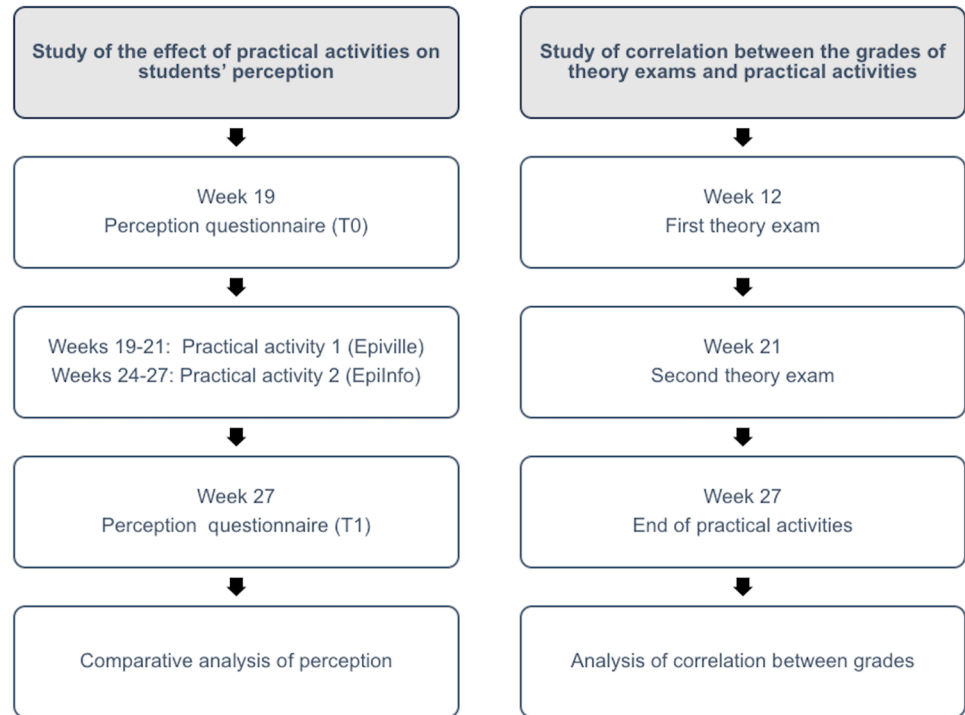 Study of the effect of practical activities on
students’ perception
Week 19
Perception questionnaire (T0)
Weeks 19-21: Practical activity 1 (Epiville)
Weeks 24-27: Practical activity 2 (EpiInfo)
Week 27
Perception questionnaire (T1)
Comparative analysis of perception
Study of correlation between the grades of
theory exams and practical activities
Week 12
First theory exam
Week 21
Second theory exam
Week 27
End of practical activities
Analysis of correlation between grades